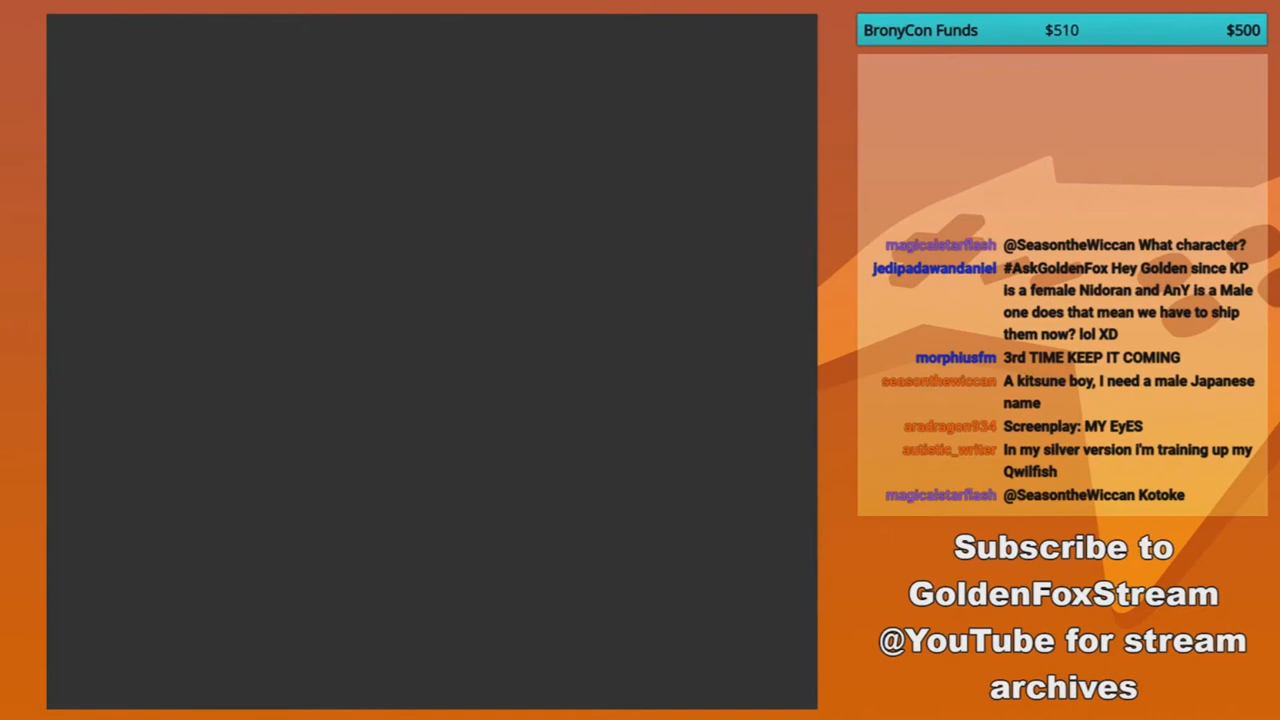 BronyCon Funds $510 $500
magicalstarflash @SeasontheWiccan What character?
jedipadawandaniel #AskGoldenFox Hey Golden since KP
is a female Nidoran and AnY is a Male
one does that mean we have to ship
them now? lol XD
morphiusfm 3rd TIME KEEP IT COMING
seasonthewiccan A kitsune boy, I need a male Japanese
name
aradragon934 Screenplay: MY EyES
autistic_writer In my silver version i'm training up my
Qwilfish
magicalstarflash @SeasontheWiccan Kotoke
Subscribe to
GoldenFoxStream
@YouTube for stream
archives